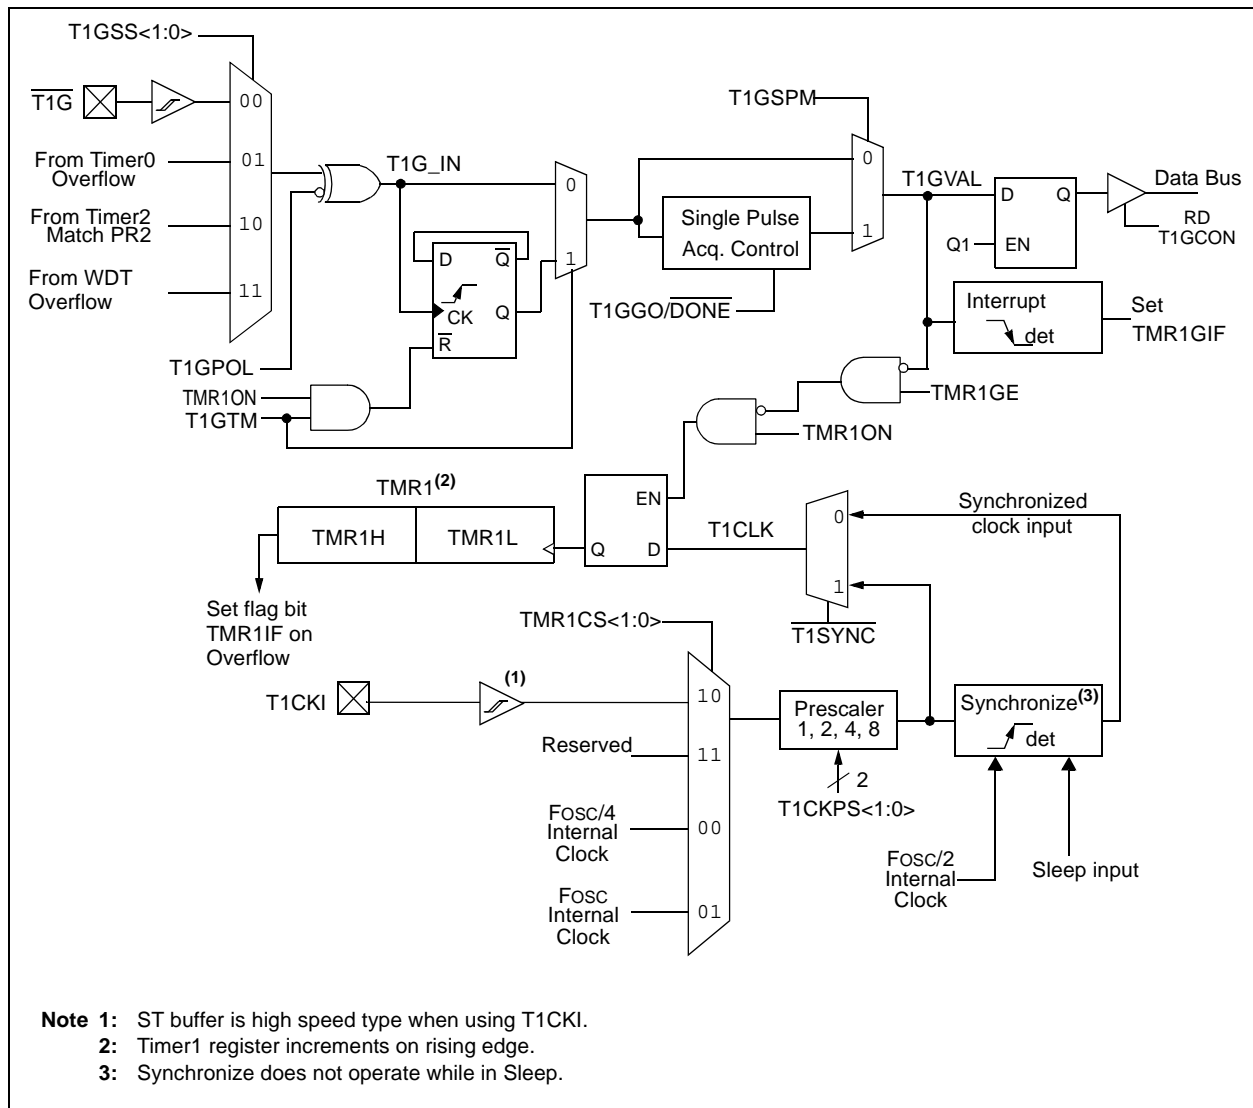 T1GSS<1:0>
T1G
00
From Timer0
Overflow
01
From Timer2
Match PR2
10
From WDT
Overflow
11
T1GPOL
TMR1ON
T1GTM
T1G_IN
D
Q
CK
Q
R
0
1
T1GSPM
Single Pulse
Acq. Control
T1GGO/DONE
0
1
T1GVAL
D
Q
Q1
EN
Data Bus
RD
T1GCON
Interrupt
det
Set
TMR1GIF
TMR1GE
TMR1ON
TMR1(2)
TMR1H
TMR1L
EN
Q
D
T1CLK
0
1
T1SYNC
Synchronized
clock input
Set flag bit
TMR1IF on
Overflow
TMR1CS<1:0>
T1CKI
(1)
10
Reserved
11
FOSC/4
Internal
Clock
00
FOSC
Internal
Clock
01
Prescaler
1, 2, 4, 8
2
T1CKPS<1:0>
Synchronize(3)
det
FOSC/2
Internal
Clock
Sleep input
Note 1: ST buffer is high speed type when using T1CKI.
2: Timer1 register increments on rising edge.
3: Synchronize does not operate while in Sleep.